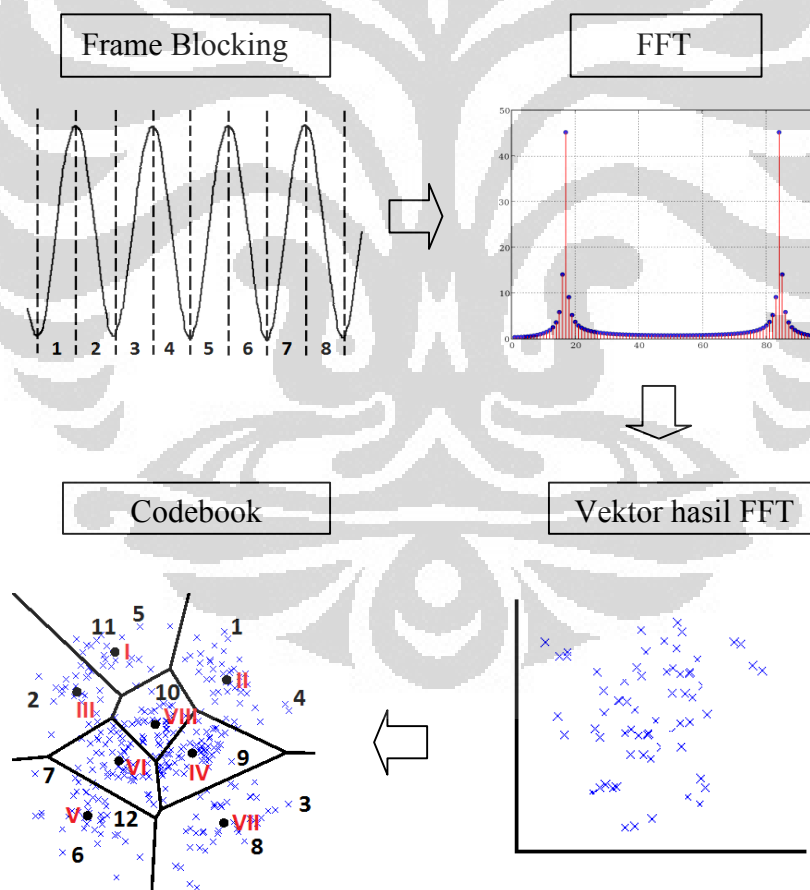 Frame Blocking
FFT
1 2 3 4 5 6 7 8
50
40
30
20
10
0
0 20 40 60 80
Codebook
Vektor hasil FFT
5
11 1
I
II
2 10 4
III
VIII
9
7 VI IV
3
V 12 VII
6 8